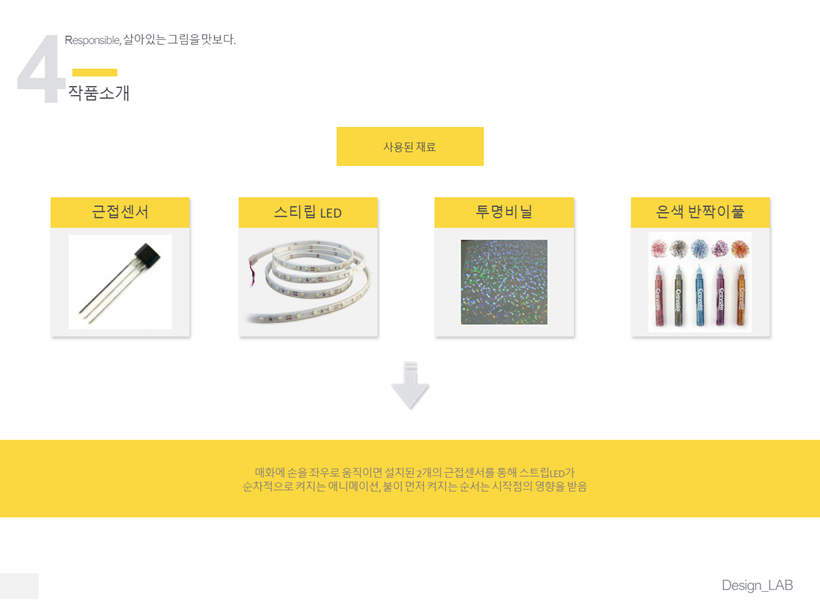 4
Responsible, 살아있는 그림을 맛보다.
작품소개
사용된 재료
근접센서
스티립 LED
투명비닐
은색 반짝이풀
매화에 손을 좌우로 움직이면 설치된 2개의 근접센서를 통해 스트립LED가
순차적으로 켜지는 애니메이션, 불이 먼저 켜지는 순서는 시작점의 영향을 받음
Design_LAB